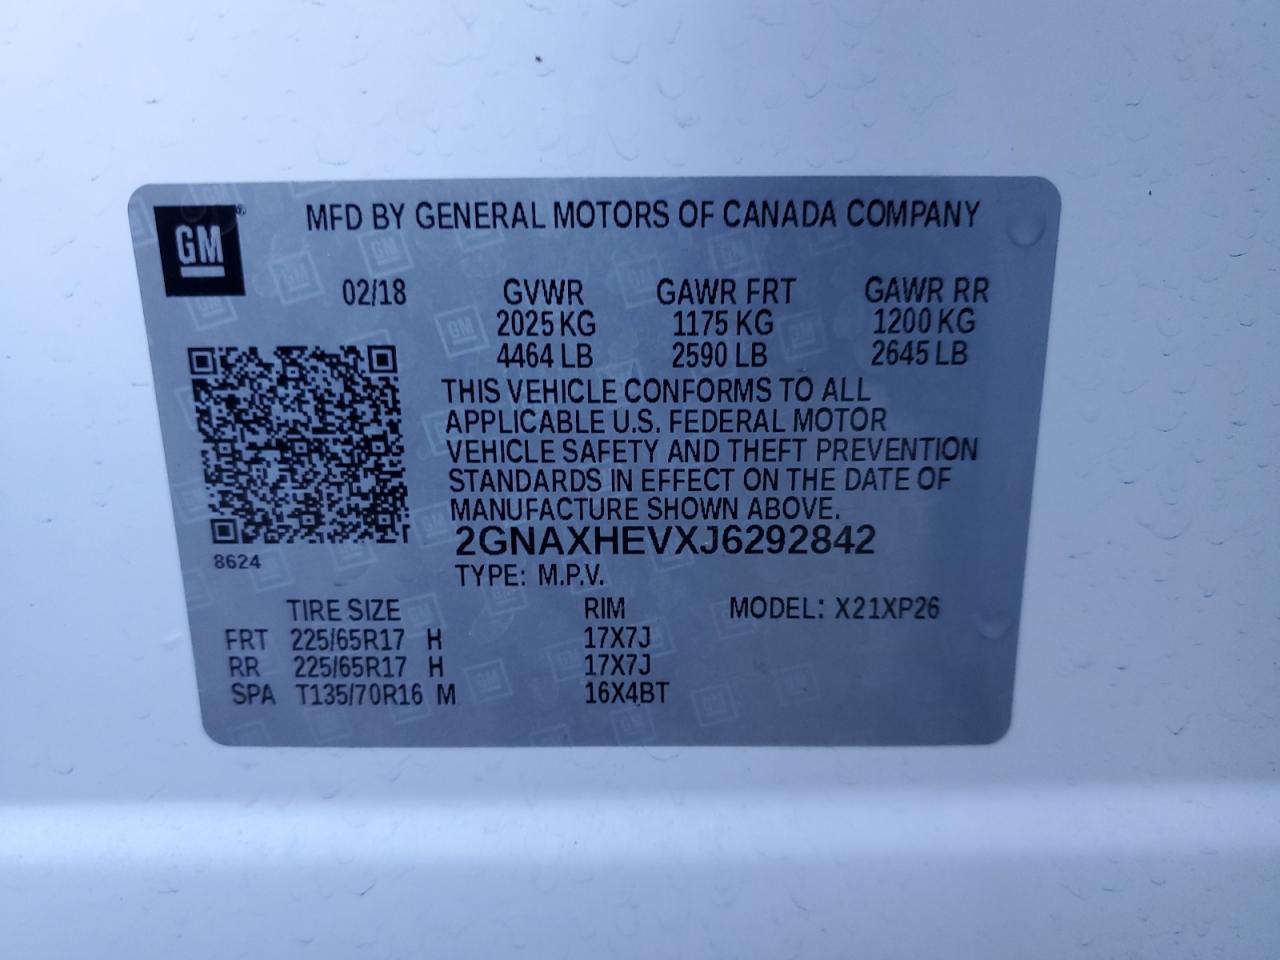 GM
MFD BY GENERAL MOTORS OF CANADA COMPANY
02/18 GVWR GAWR FRT GAWR RR
2025 KG 1175 KG 1200 KG
4464 LB 2590 LB 2645 LB
THIS VEHICLE CONFORMS TO ALL
APPLICABLE U.S. FEDERAL MOTOR
VEHICLE SAFETY AND THEFT PREVENTION
STANDARDS IN EFFECT ON THE DATE OF
MANUFACTURE SHOWN ABOVE.
2GNAXHEVXJ6292842
8624
TYPE: M.P.V.
TIRE SIZE RIM MODEL: X21XP26
FRT 225/65R17 H 17X7J
RR 225/65R17 H 17X7J
SPA T135/70R16 M 16X4BT